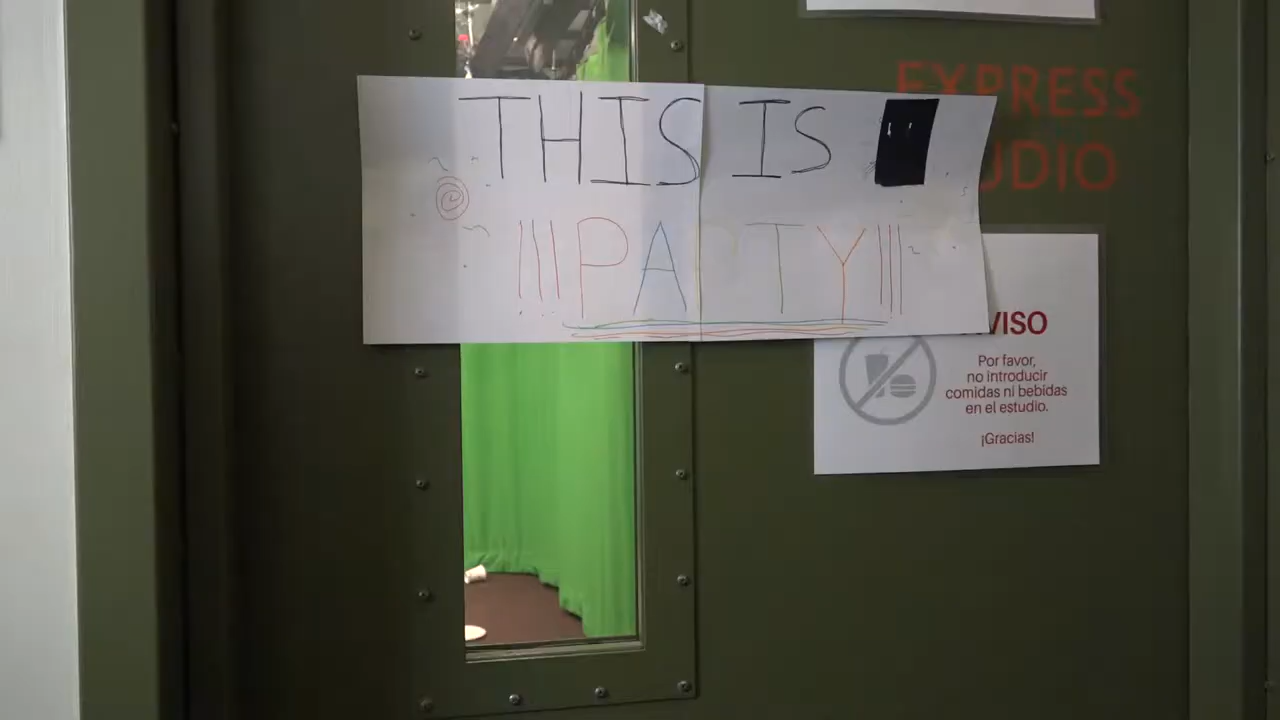 THIS IS
!!!PARTY!!!
EXPRESS
UDIO
VISO
Por favor,
no introducir
comidas ni bebidas
en el estudio.
¡Gracias!